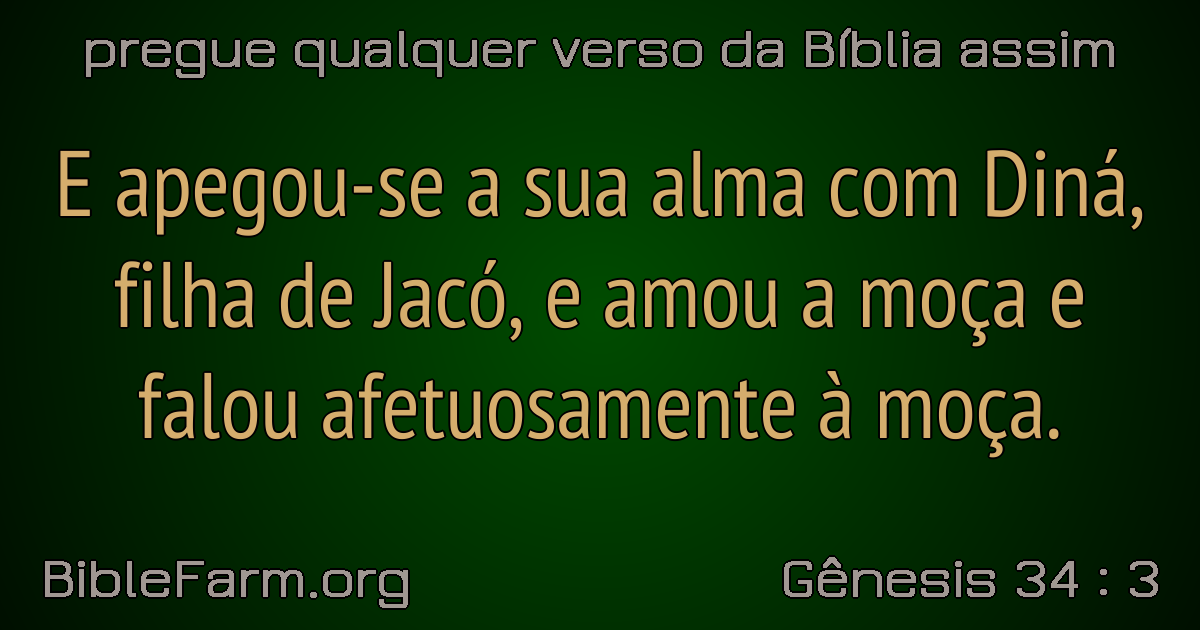 pregue qualquer verso da Bíblia assim
E apegou-se a sua alma com Diná,
filha de Jacó, e amou a moça e
falou afetuosamente à moça.
BibleFarm.org
Gênesis 34 : 3